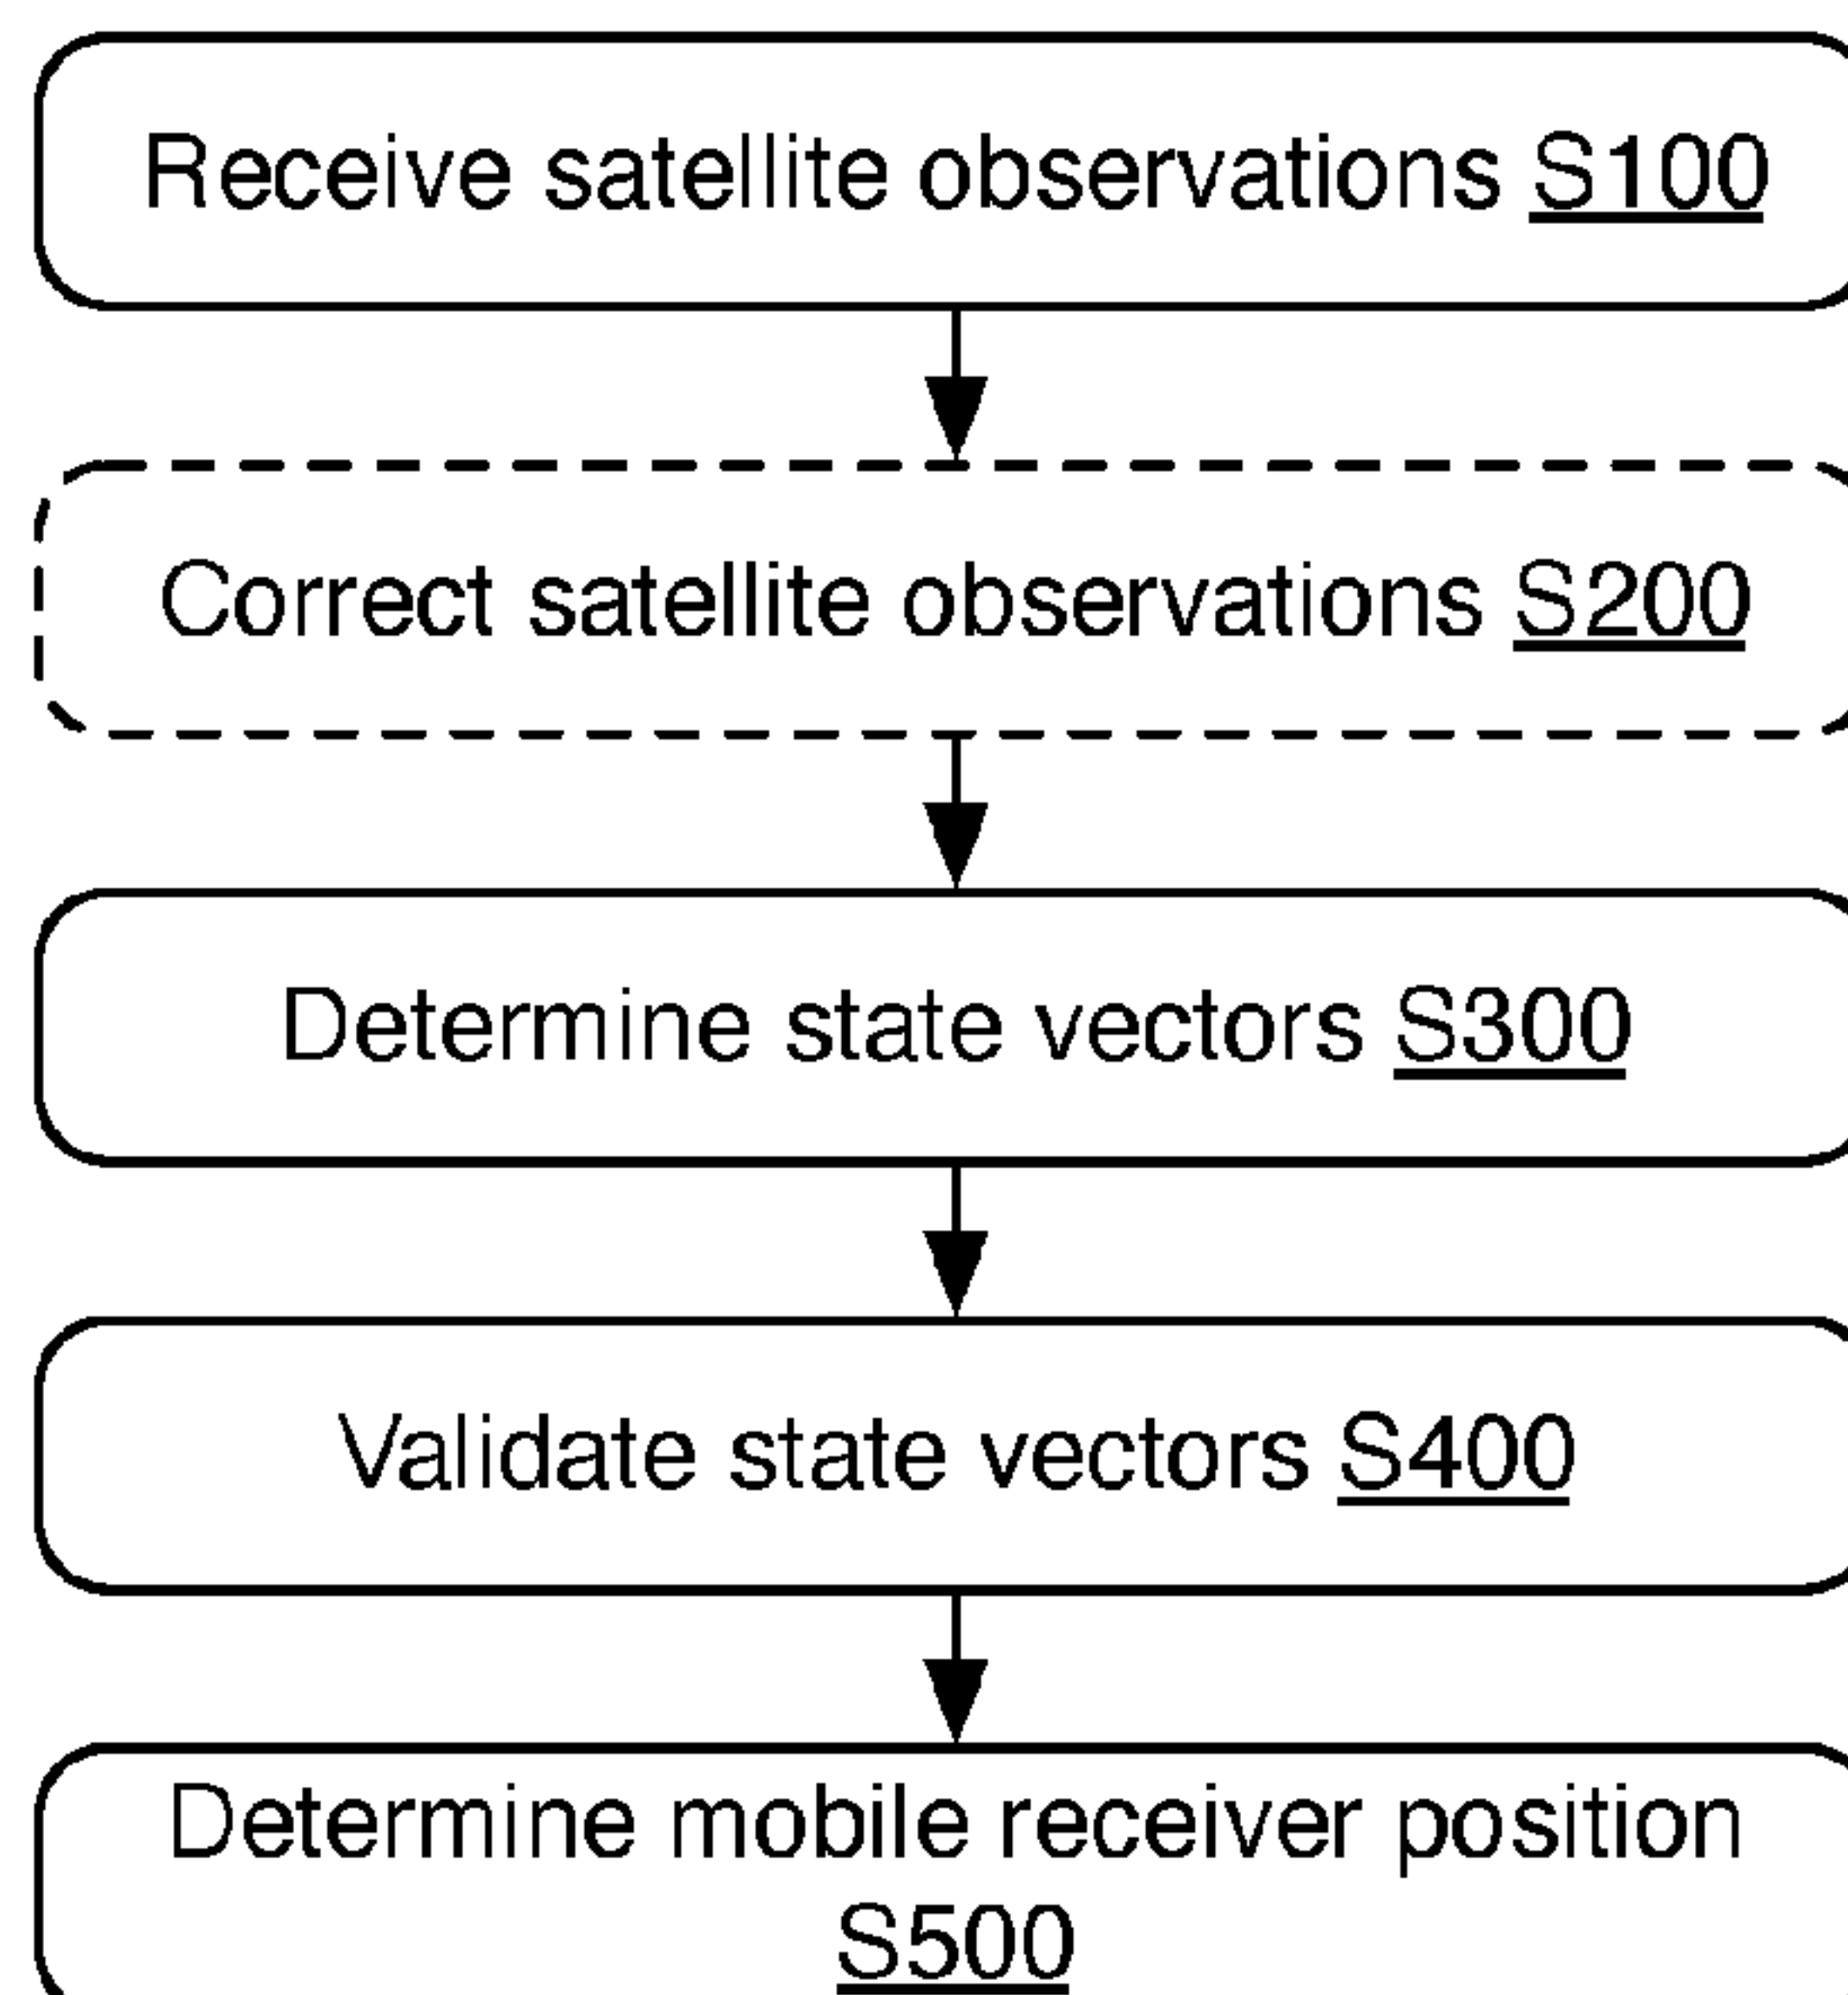 Receive satellite observations S100
Correct satellite observations S200
Determine state vectors S300
Validate state vectors S400
Determine mobile receiver position
S500